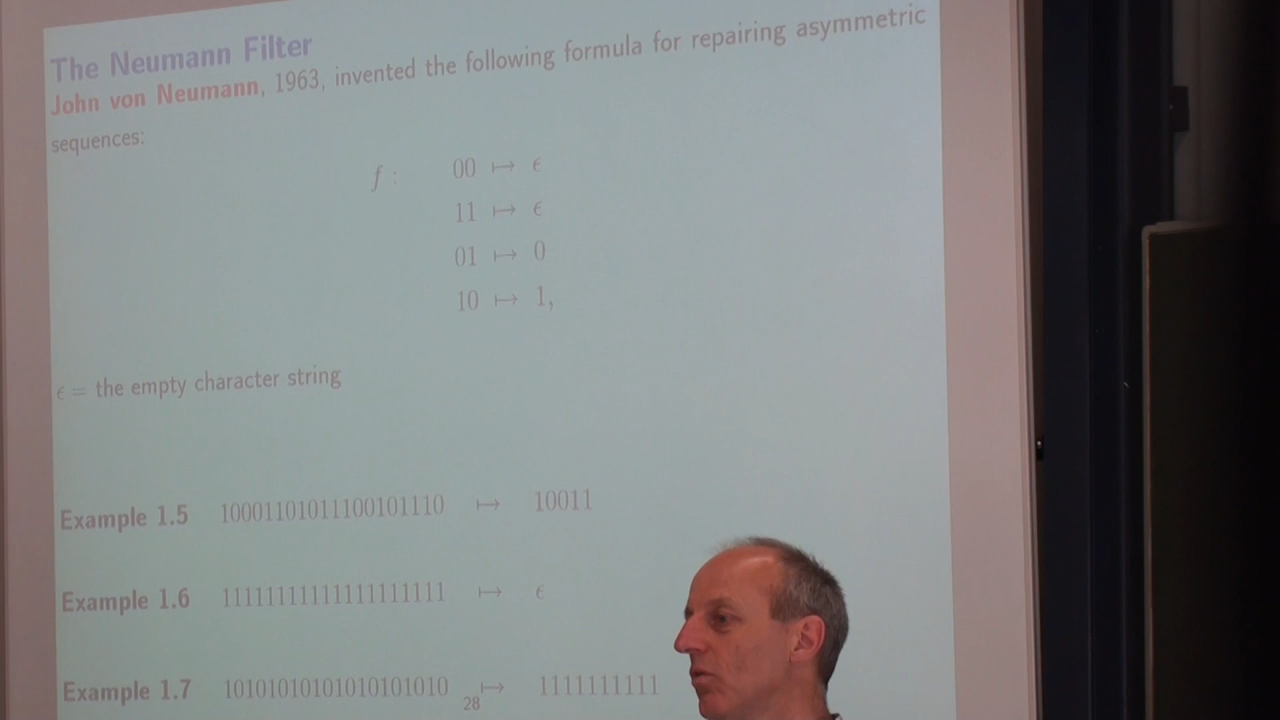 The Neumann Filter
John von Neumann, 1963, invented the following formula for repairing asymmetric
sequences:
f : 00 ↦ ϵ
11 ↦ ϵ
01 ↦ 0
10 ↦ 1,
ϵ = the empty character string
Example 1.5 10001101011100101110 ↦ 10011
Example 1.6 11111111111111111111 ↦ ϵ
Example 1.7 10101010101010101010 ↦ 1111111111
28